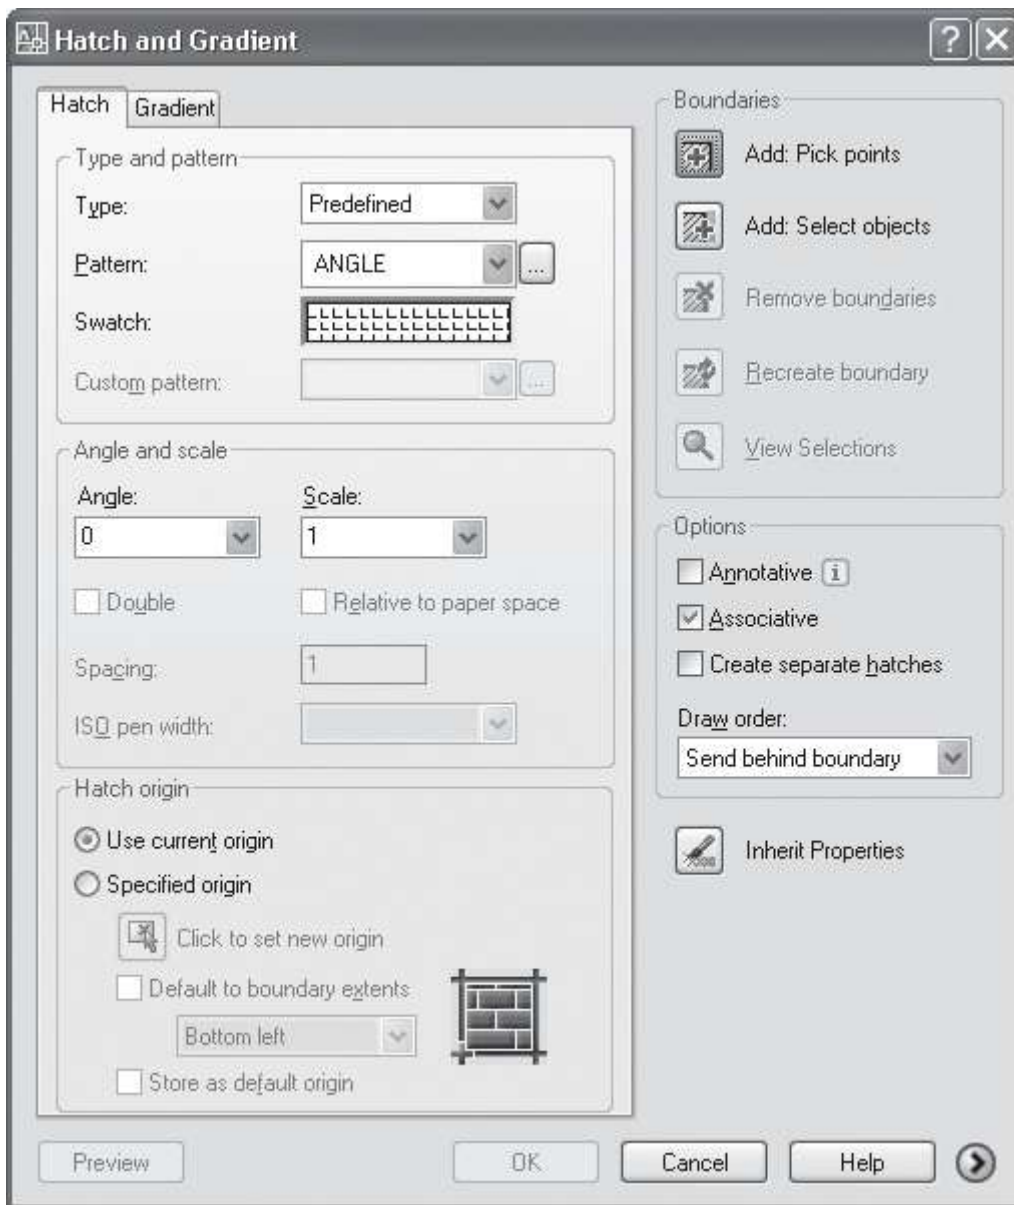 Hatch and Gradient
Hatch
Gradient
Type and pattern
Type:
Predefined
Pattern:
ANGLE
...
Swatch:
Custom pattern:
...
Angle and scale
Angle:
Scale:
0
1
Double
Relative to paper space
Spacing:
1
ISO pen width:
Hatch origin
Use current origin
Specified origin
Click to set new origin
Default to boundary extents
Bottom left
Store as default origin
Boundaries
Add: Pick points
Add: Select objects
Remove boundaries
Recreate boundary
View Selections
Options
Annotative
Associative
Create separate hatches
Draw order:
Send behind boundary
Inherit Properties
Preview
OK
Cancel
Help